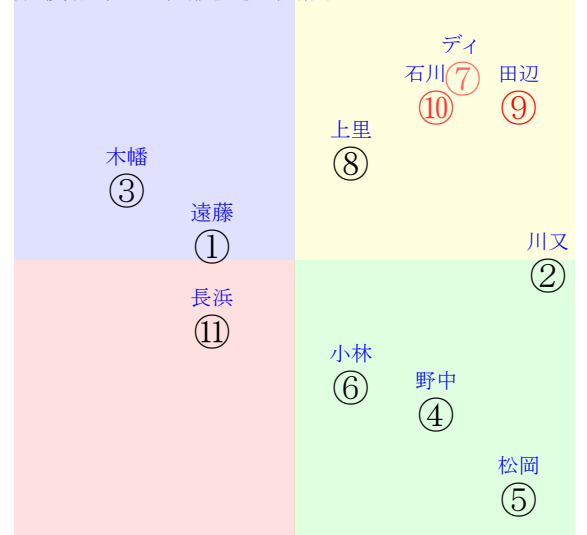 ディ
石川 ⑦ 田辺
⑩ ⑨
上里
⑧
木幡
③
遠藤
①
川又
②
長浜
⑪
小林
⑥
野中
④
松岡
⑤